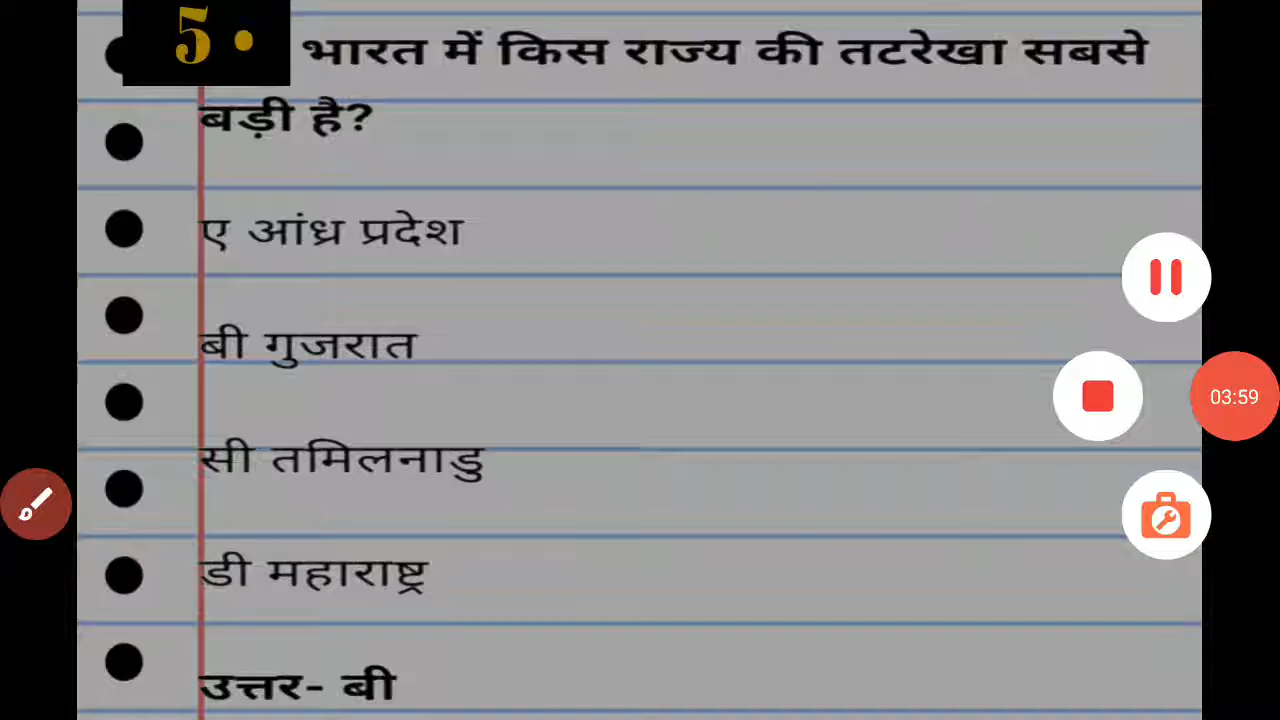 5. भारत में किस राज्य की तटरेखा सबसे
बड़ी है?
ए आंध्र प्रदेश
बी गुजरात
सी तमिलनाडु
डी महाराष्ट्र
उत्तर- बी
03:59